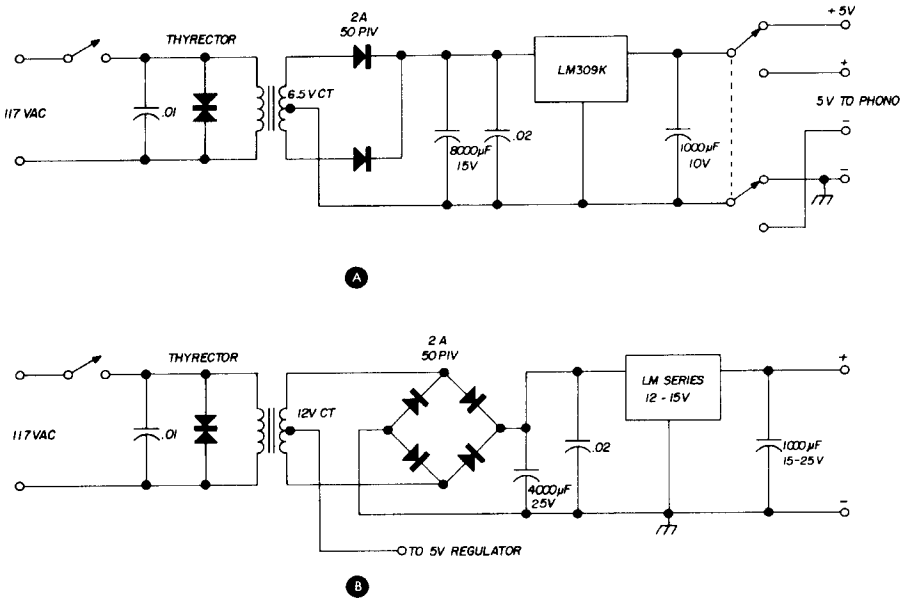 2A
50 PIV
+5V
THYRECTOR
LM309K
6.5V CT
+
117 VAC
.01
5V TO PHONO
.02
8000µF
15V
1000µF
10V
−
−
A
2A
50 PIV
THYRECTOR
+
LM SERIES
12 - 15V
12V CT
117VAC
.01
.02
1000µF
15-25V
4000µF
25V
−
TO 5V REGULATOR
B